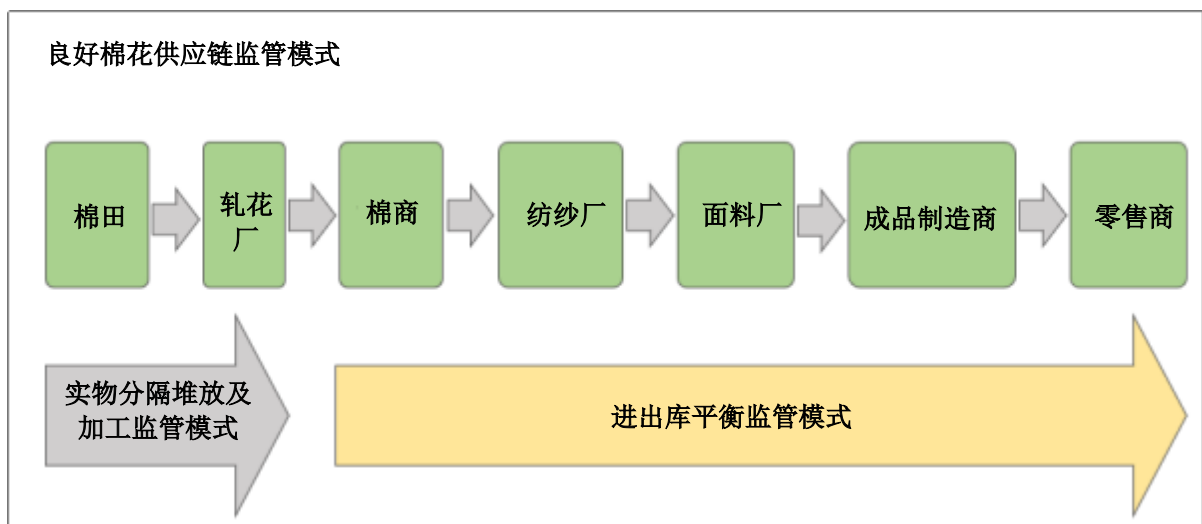 良好棉花供应链监管模式
棉田
轧花
厂
棉商
纺纱厂
面料厂
成品制造商
零售商
实物分隔堆放及
加工监管模式
进出库平衡监管模式